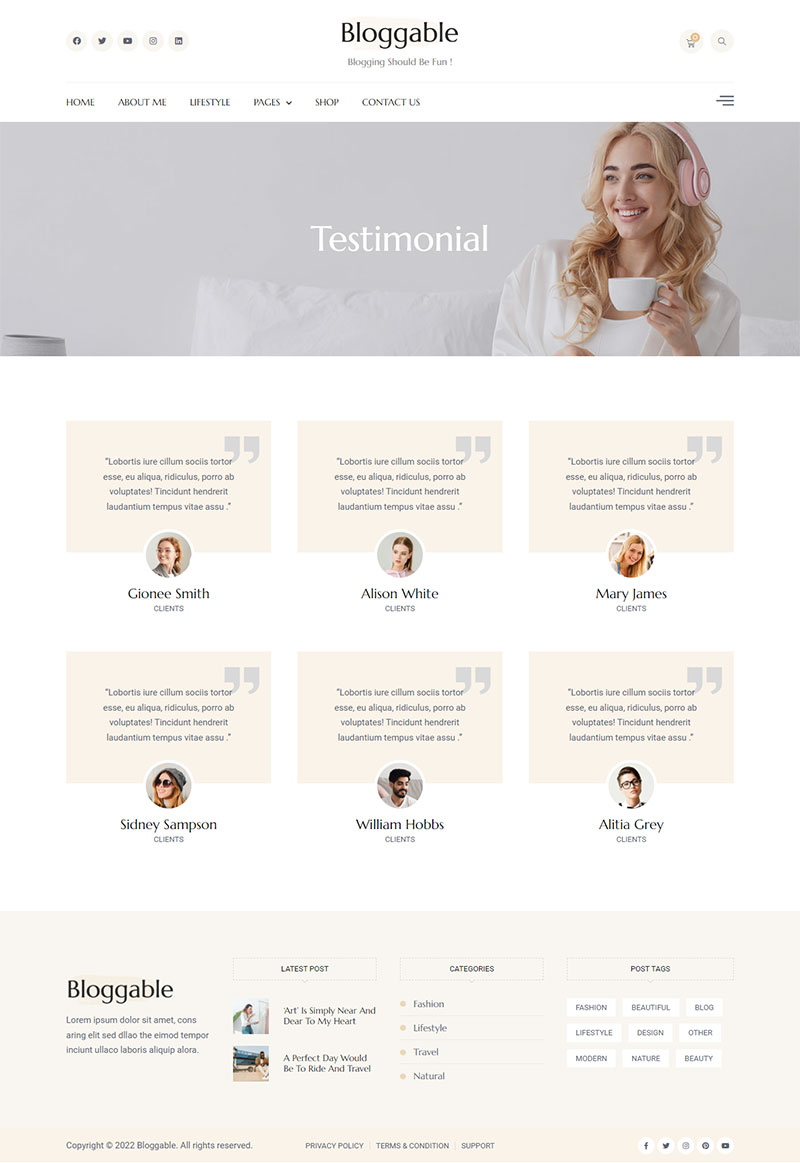 Bloggable
Blogging Should Be Fun !
0
HOME ABOUT ME LIFESTYLE PAGES SHOP CONTACT US
Testimonial
“Lobortis iure cillum sociis tortor
esse, eu aliqua, ridiculus, porro ab
voluptates! Tincidunt hendrerit
laudantium tempus vitae assu .”
Gionee Smith
CLIENTS
“Lobortis iure cillum sociis tortor
esse, eu aliqua, ridiculus, porro ab
voluptates! Tincidunt hendrerit
laudantium tempus vitae assu .”
Alison White
CLIENTS
“Lobortis iure cillum sociis tortor
esse, eu aliqua, ridiculus, porro ab
voluptates! Tincidunt hendrerit
laudantium tempus vitae assu .”
Mary James
CLIENTS
“Lobortis iure cillum sociis tortor
esse, eu aliqua, ridiculus, porro ab
voluptates! Tincidunt hendrerit
laudantium tempus vitae assu .”
Sidney Sampson
CLIENTS
“Lobortis iure cillum sociis tortor
esse, eu aliqua, ridiculus, porro ab
voluptates! Tincidunt hendrerit
laudantium tempus vitae assu .”
William Hobbs
CLIENTS
“Lobortis iure cillum sociis tortor
esse, eu aliqua, ridiculus, porro ab
voluptates! Tincidunt hendrerit
laudantium tempus vitae assu .”
Alitia Grey
CLIENTS
Bloggable
Lorem ipsum dolor sit amet, cons
aring elit sed dllao the eimod tempor
inciunt ullaco laboris aliquip alora.
LATEST POST
‘Art’ Is Simply Near And
Dear To My Heart
A Perfect Day Would
Be To Ride And Travel
CATEGORIES
Fashion
Lifestyle
Travel
Natural
POST TAGS
FASHION BEAUTIFUL BLOG
LIFESTYLE DESIGN OTHER
MODERN NATURE BEAUTY
Copyright © 2022 Bloggable. All rights reserved.
PRIVACY POLICY TERMS & CONDITION SUPPORT